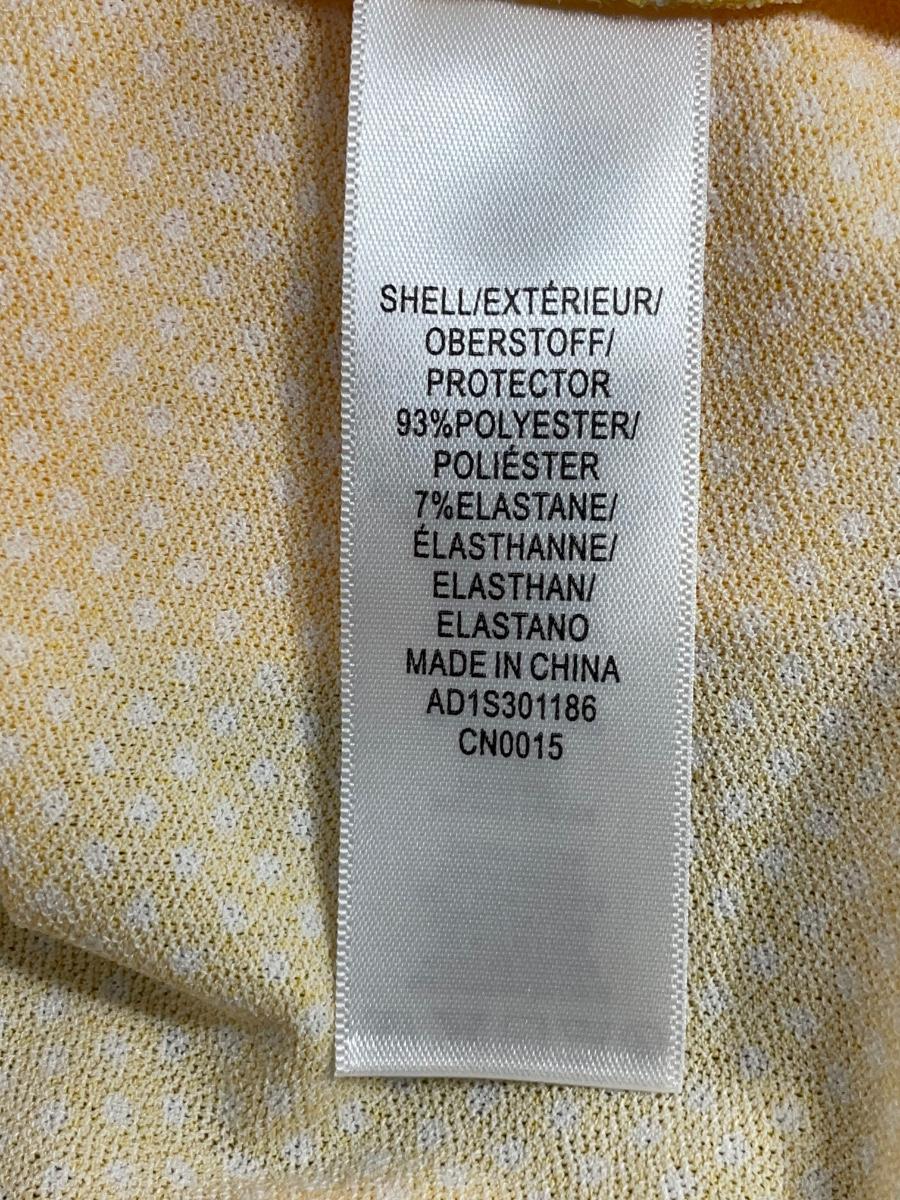 SHELL/EXTÉRIEUR/
OBERSTOFF/
PROTECTOR
93%POLYESTER/
POLIÉSTER
7%ELASTANE/
ÉLASTHANNE/
ELASTHAN/
ELASTANO
MADE IN CHINA
AD1S301186
CN0015